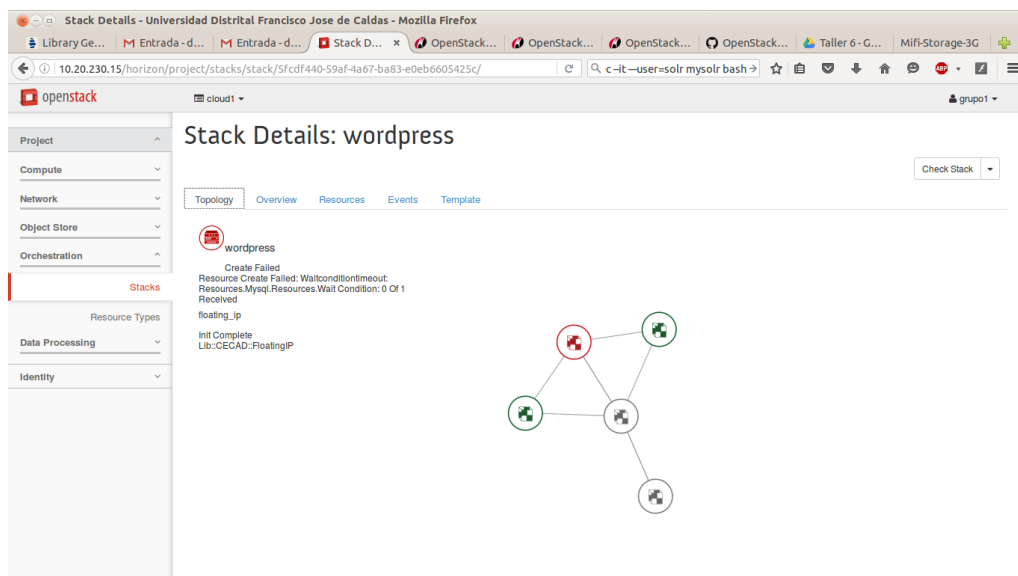 Stack Details - Universidad Distrital Francisco Jose de Caldas - Mozilla Firefox
Library Ge... Entrada - d... Entrada - d... Stack D... × OpenStack... OpenStack... OpenStack... OpenStack... Taller 6 - G... Mifi-Storage-3G
10.20.230.15/horizon/project/stacks/stack/5fcdf440-59af-4a67-ba83-e0eb6605425c/ c -it —user=solr mysolr bash ABP
openstack cloud1 grupo1
Project
Stack Details: wordpress
Compute
Check Stack
Network
Topology Overview Resources Events Template
Object Store
Orchestration
Stacks
Resource Types
Data Processing
Identity
wordpress
Create Failed
Resource Create Failed: Waitconditiontimeout:
Resources.Mysql.Resources.Wait Condition: 0 Of 1
Received
floating_ip
Init Complete
Lib::CECAD::FloatingIP